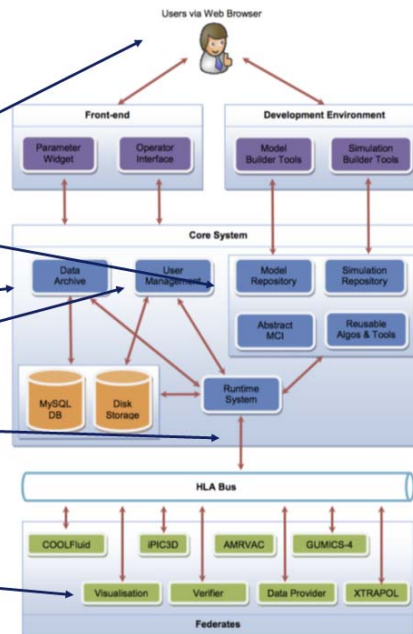 Users via Web Browser
Front-end
Development Environment
Parameter
Widget
Operator
Interface
Model
Builder Tools
Simulation
Builder Tools
Core System
Data
Archive
User
Management
Model
Repository
Simulation
Repository
Abstract
MCI
Reusable
Algos & Tools
MySQL
DB
Disk
Storage
Runtime
System
HLA Bus
COOLFluid
iPIC3D
AMRVAC
GUMICS-4
Visualisation
Verifier
Data Provider
XTRAPOL
Federates